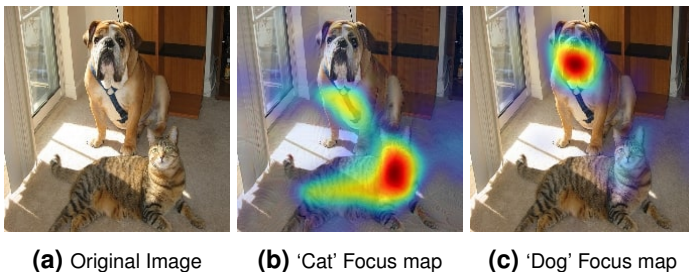 (a) Original Image
(b) ‘Cat’ Focus map
(c) ‘Dog’ Focus map